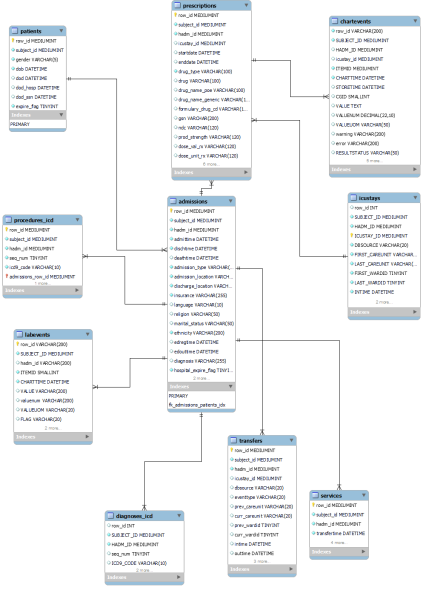 patients
row_id MEDIUMINT
subject_id MEDIUMINT
gender VARCHAR(5)
dob DATETIME
dod DATETIME
dod_hosp DATETIME
dod_ssn DATETIME
expire_flag TINYINT
Indexes
PRIMARY
prescriptions
row_id MEDIUMINT
subject_id MEDIUMINT
hadm_id MEDIUMINT
icustay_id MEDIUMINT
startdate DATETIME
enddate DATETIME
drug_type VARCHAR(100)
drug VARCHAR(100)
drug_name_poe VARCHAR(100)
drug_name_generic VARCHAR(1...
formulary_drug_cd VARCHAR(1...
gsn VARCHAR(200)
ndc VARCHAR(120)
prod_strength VARCHAR(120)
dose_val_rx VARCHAR(120)
dose_unit_rx VARCHAR(120)
6 more...
Indexes
chartevents
row_id VARCHAR(200)
SUBJECT_ID MEDIUMINT
HADM_ID MEDIUMINT
icustay_id MEDIUMINT
ITEMID MEDIUMINT
CHARTTIME DATETIME
STORETIME DATETIME
CGID SMALLINT
VALUE TEXT
VALUENUM DECIMAL(22,10)
VALUEUOM VARCHAR(50)
warning VARCHAR(200)
error VARCHAR(200)
RESULTSTATUS VARCHAR(50)
Indexes
procedures_icd
row_id MEDIUMINT
subject_id MEDIUMINT
hadm_id MEDIUMINT
seq_num TINYINT
icd9_code VARCHAR(10)
admissions_row_id MEDIUMINT
Indexes
admissions
row_id MEDIUMINT
subject_id MEDIUMINT
hadm_id MEDIUMINT
admittime DATETIME
dischtime DATETIME
deathtime DATETIME
admission_type VARCHAR(...
admission_location VARCH...
discharge_location VARCH...
insurance VARCHAR(255)
language VARCHAR(10)
religion VARCHAR(50)
marital_status VARCHAR(50)
ethnicity VARCHAR(200)
edregtime DATETIME
edouttime DATETIME
diagnosis VARCHAR(255)
hospital_expire_flag TINY1...
2 more...
Indexes
PRIMARY
fk_admissions_patients_idx
icustays
row_id INT
SUBJECT_ID MEDIUMINT
HADM_ID MEDIUMINT
ICUSTAY_ID MEDIUMINT
DBSOURCE VARCHAR(20)
FIRST_CAREUNIT VARCHAR...
LAST_CAREUNIT VARCHAR(...
FIRST_WARDID TINYINT
LAST_WARDID TINYINT
INTIME DATETIME
2 more...
Indexes
labevents
row_id VARCHAR(200)
SUBJECT_ID MEDIUMINT
hadm_id VARCHAR(200)
ITEMID SMALLINT
CHARTTIME DATETIME
VALUE VARCHAR(200)
valuenum VARCHAR(200)
VALUEUOM VARCHAR(20)
FLAG VARCHAR(20)
2 more...
Indexes
transfers
row_id MEDIUMINT
subject_id MEDIUMINT
hadm_id MEDIUMINT
icustay_id MEDIUMINT
dbsource VARCHAR(20)
eventtype VARCHAR(20)
prev_careunit VARCHAR(20)
curr_careunit VARCHAR(20)
prev_wardid TINYINT
curr_wardid TINYINT
intime DATETIME
outtime DATETIME
3 more...
Indexes
services
row_id MEDIUMINT
subject_id MEDIUMINT
hadm_id MEDIUMINT
transfertime DATETIME
Indexes
diagnoses_icd
row_id INT
SUBJECT_ID MEDIUMINT
HADM_ID MEDIUMINT
seq_num TINYINT
ICD9_CODE VARCHAR(10)
2 more...
Indexes